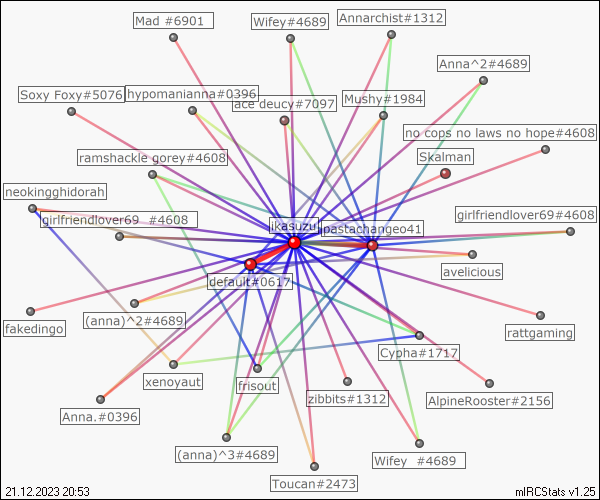 Mad #6901
Wifey#4689
Annarchist#1312
Anna^2#4689
Soxy Foxy#5076
hypomanianna#0396
ace deucy#7097
Mushy#1984
no cops no laws no hope#4608
ramshackle gorey#4608
Skalman
neokingghidorah
girlfriendlover69 #4608
ikasuzu
jpastachangeo41
girlfriendlover69#4608
default#0617
avelicious
fakedingo
(anna)^2#4689
rattgaming
Cypha#1717
xenoyaut
frisout
zibbits#1312
AlpineRooster#2156
Anna.#0396
(anna)^3#4689
Wifey #4689
Toucan#2473
21.12.2023 20:53
mIRCStats v1.25